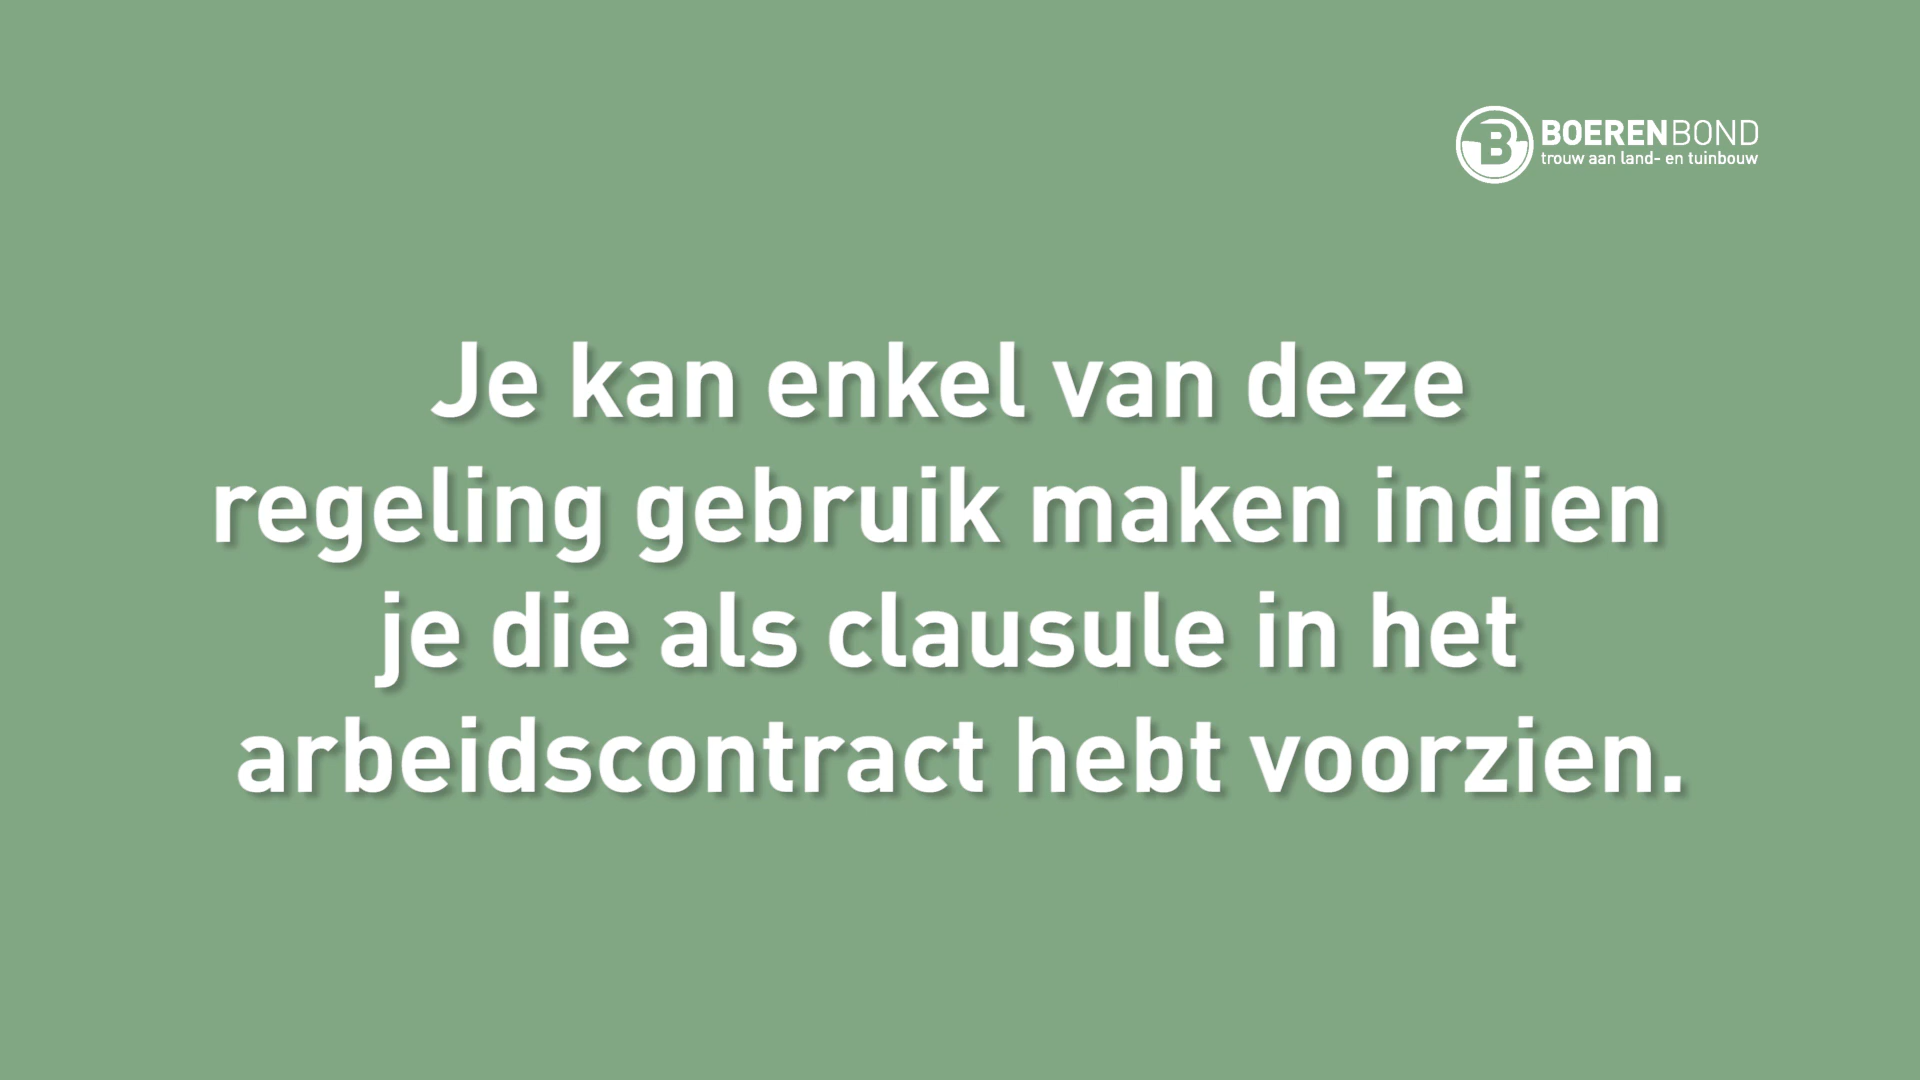 BOERENBOND
trouw aan land- en tuinbouw
Je kan enkel van deze
regeling gebruik maken indien
je die als clausule in het
arbeidscontract hebt voorzien.